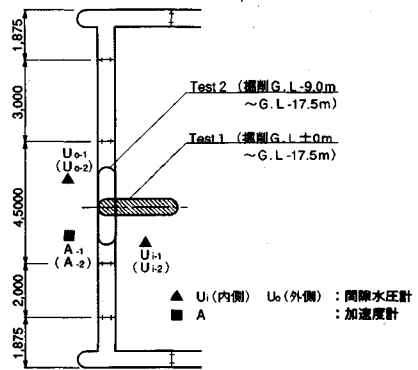 1,875
3,000
4,5000
2,000
1,875
Test 2 (掘削G.L-9.0m
～G.L-17.5m)
Test 1 (掘削G.L±0m
～G.L-17.5m)
Uo-1
(Uo-2)
A-1
(A-2)
Ui-1
(Ui-2)
▲ Ui(内側) Uo(外側) : 間隙水圧計
■ A : 加速度計